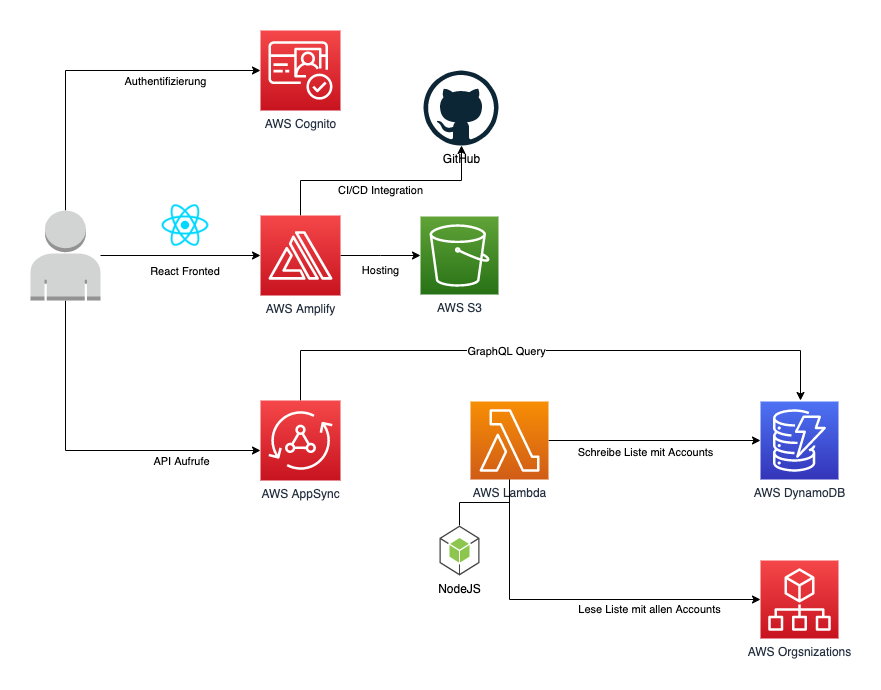 Authentifizierung
AWS Cognito
GitHub
CI/CD Integration
React Fronted
Hosting
AWS Amplify
AWS S3
GraphQL Query
API Aufrufe
AWS AppSync
AWS Lambda
Schreibe Liste mit Accounts
AWS DynamoDB
NodeJS
Lese Liste mit allen Accounts
AWS Orgsnizations